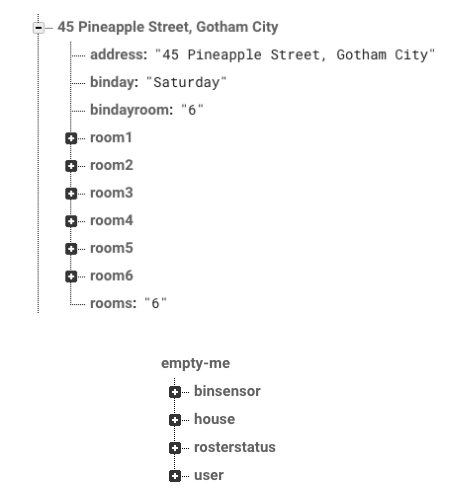 45 Pineapple Street, Gotham City
address: "45 Pineapple Street, Gotham City"
binday: "Saturday"
bindayroom: "6"
room1
room2
room3
room4
room5
room6
rooms: "6"
empty-me
binsensor
house
rosterstatus
user